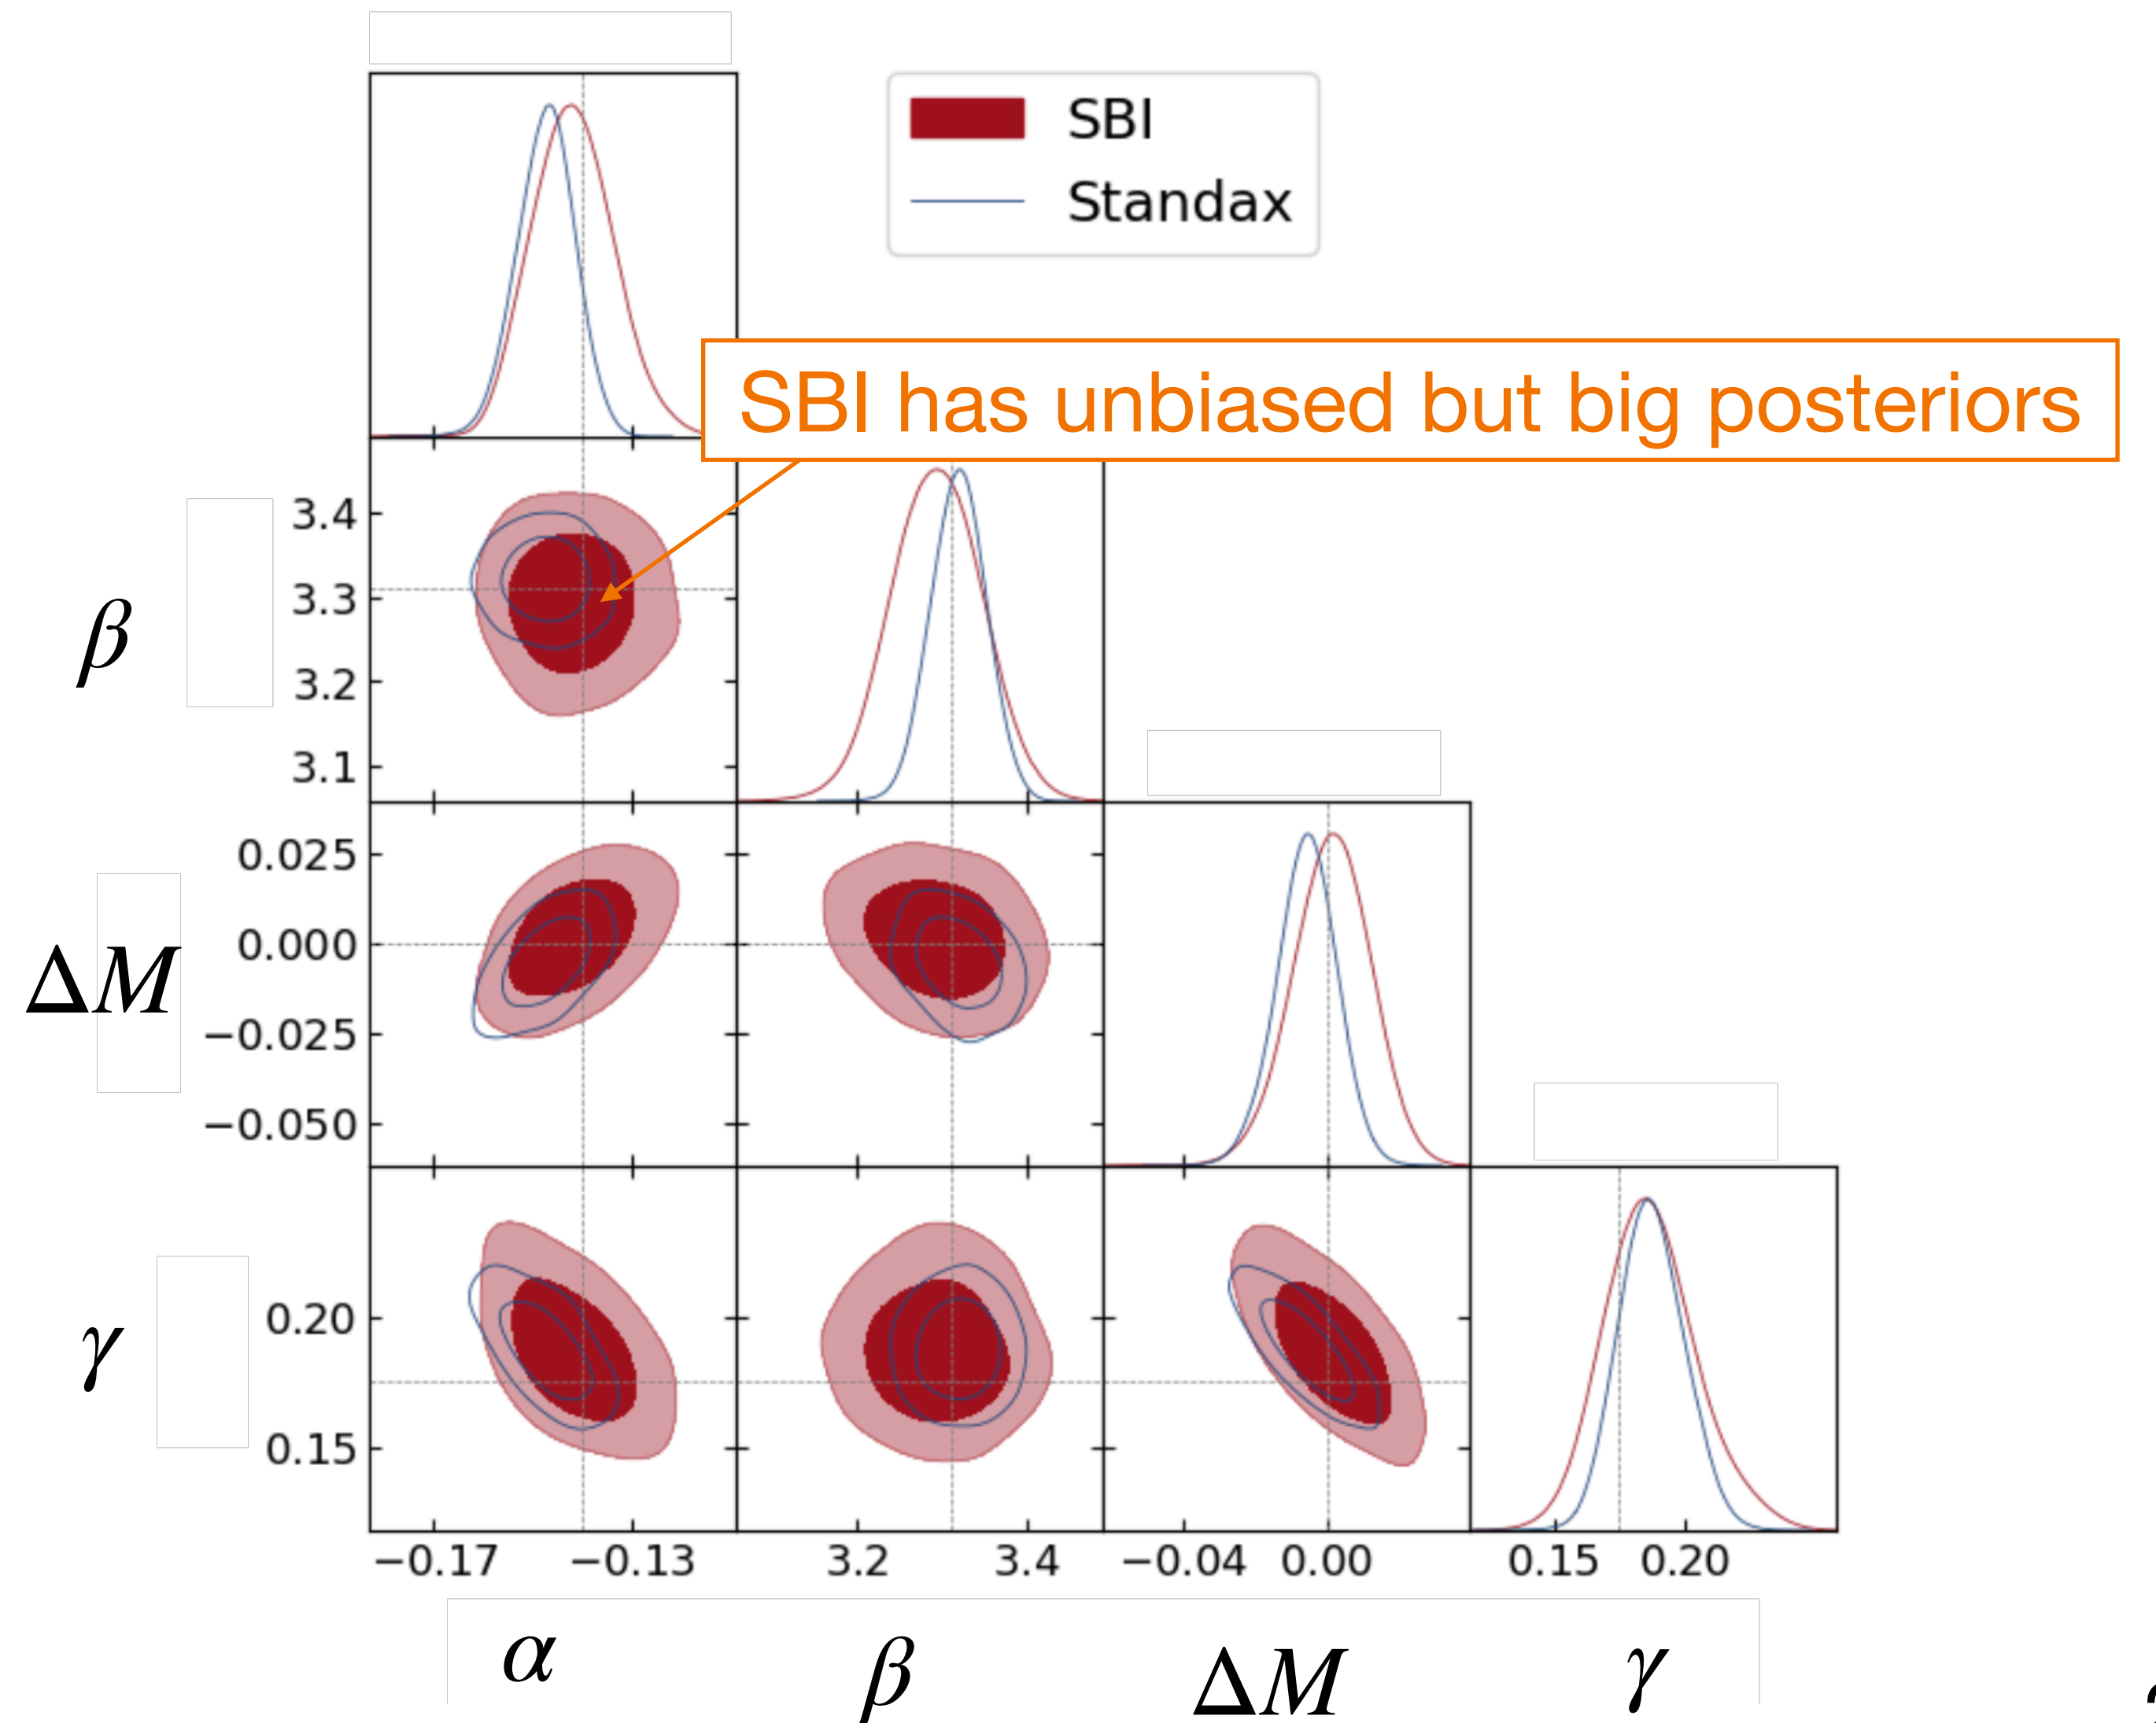 SBI
Standax
SBI has unbiased but big posteriors
β
3.4
3.3
3.2
3.1
ΔM
0.025
0.000
−0.025
−0.050
γ
0.20
0.15
−0.17 −0.13 3.2 3.4 −0.04 0.00 0.15 0.20
α β ΔM γ